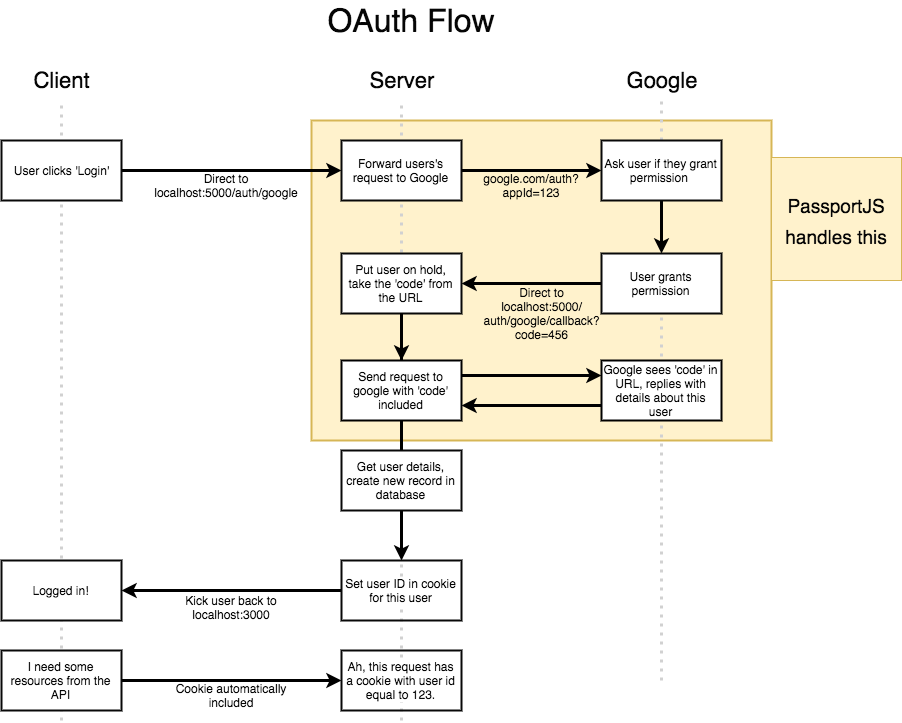 OAuth Flow
Client
Server
Google
User clicks 'Login'
Direct to
localhost:5000/auth/google
Forward users's
request to Google
google.com/auth?
appId=123
Ask user if they grant
permission
PassportJS
handles this
Put user on hold,
take the 'code' from
the URL
Direct to
localhost:5000/
auth/google/callback?
code=456
User grants
permission
Send request to
google with 'code'
included
Google sees 'code' in
URL, replies with
details about this
user
Get user details,
create new record in
database
Logged in!
Kick user back to
localhost:3000
Set user ID in cookie
for this user
I need some
resources from the
API
Cookie automatically
included
Ah, this request has
a cookie with user id
equal to 123.